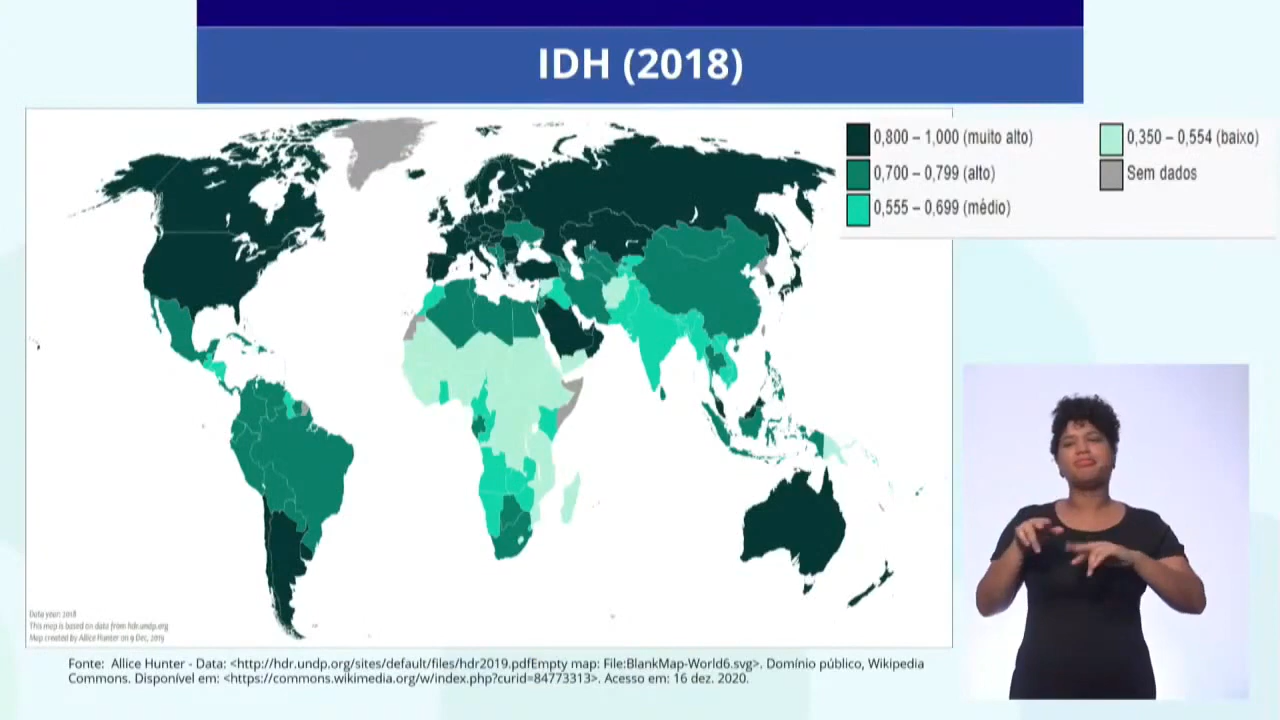 IDH (2018)
0,800 – 1,000 (muito alto)
0,700 – 0,799 (alto)
0,555 – 0,699 (médio)
0,350 – 0,554 (baixo)
Sem dados
Data year: 2018
This map is based on data from hdr.undp.org
Map created by Allice Hunter on 9 Dec, 2019
Fonte: Allice Hunter - Data: <http://hdr.undp.org/sites/default/files/hdr2019.pdfEmpty map: File:BlankMap-World6.svg>. Domínio público, Wikipedia
Commons. Disponível em: <https://commons.wikimedia.org/w/index.php?curid=84773313>. Acesso em: 16 dez. 2020.